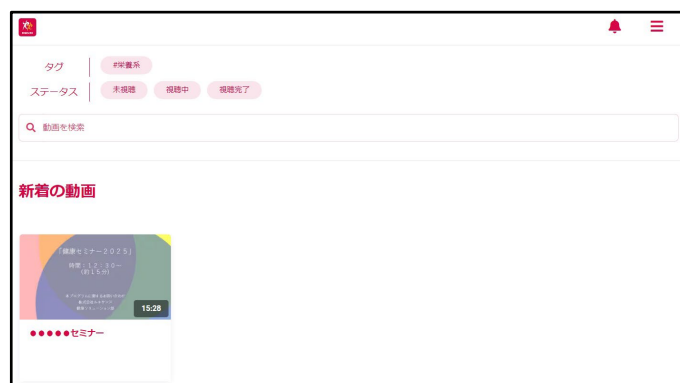 タグ
#栄養系
ステータス
未視聴
視聴中
視聴完了
動画を検索
新着の動画
「健康セミナー2025」
時間：12：30～
(約15分)
15:28
●●●●●セミナー